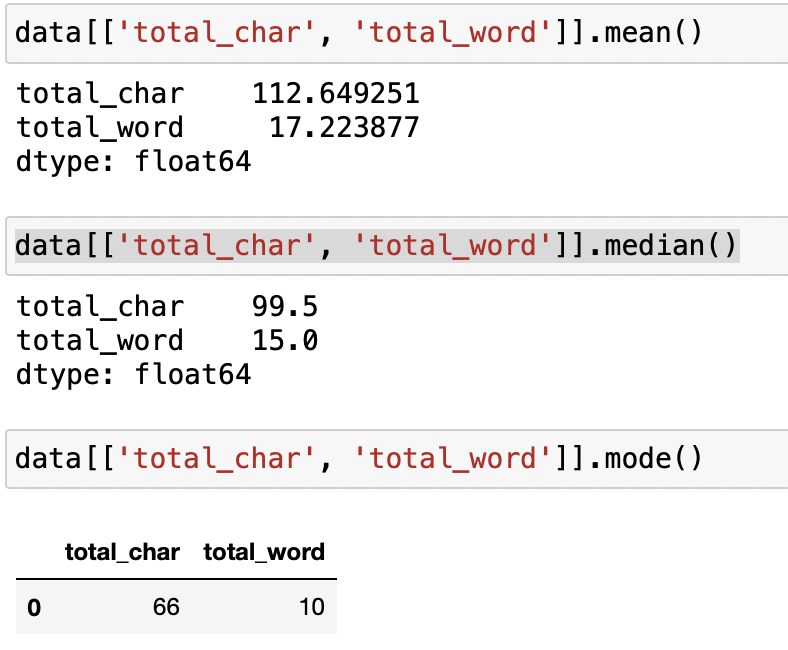 data[['total_char', 'total_word']].mean()
total_char    112.649251
total_word     17.223877
dtype: float64
data[['total_char', 'total_word']].median()
total_char    99.5
total_word    15.0
dtype: float64
data[['total_char', 'total_word']].mode()
total_char total_word
0 66 10